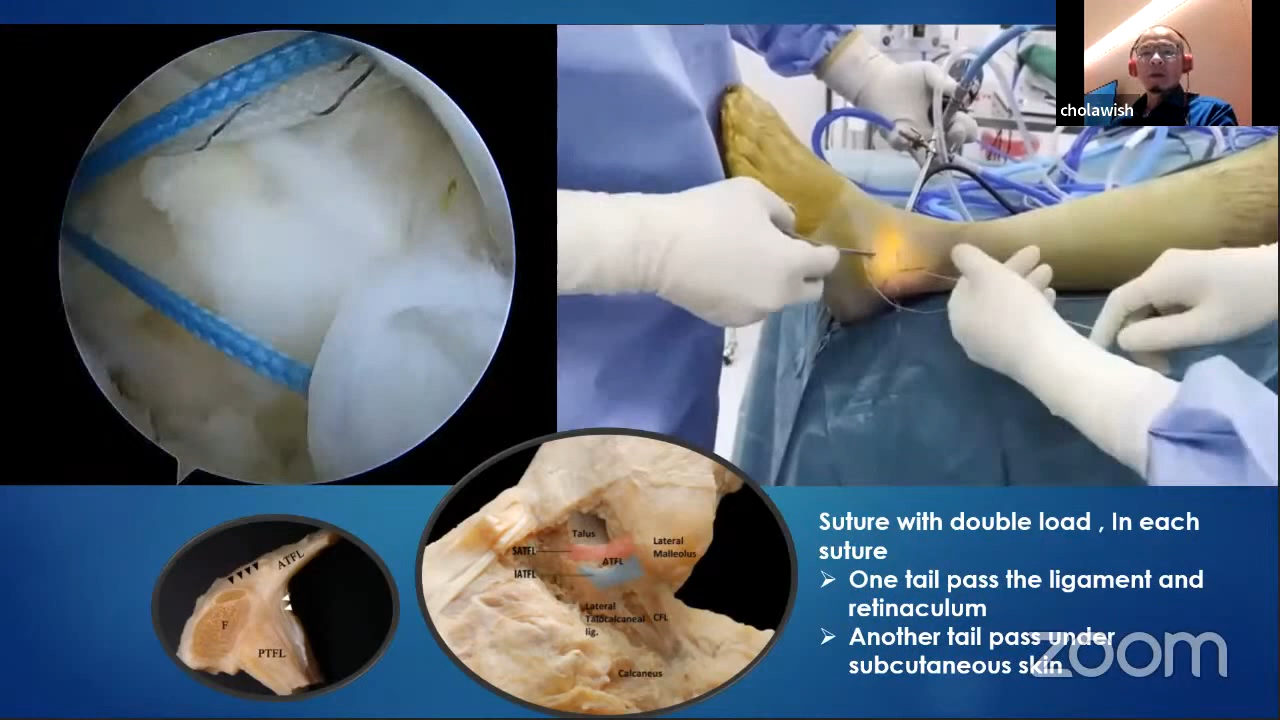 cholawish
Suture with double load , In each
suture
One tail pass the ligament and
retinaculum
Another tail pass under
subcutaneous skin
zoom
ATFL
F
PTFL
Talus
SATFL
ATFL
Lateral
Malleolus
IATFL
Lateral
Talocalcaneal
lig.
CFL
Calcaneus